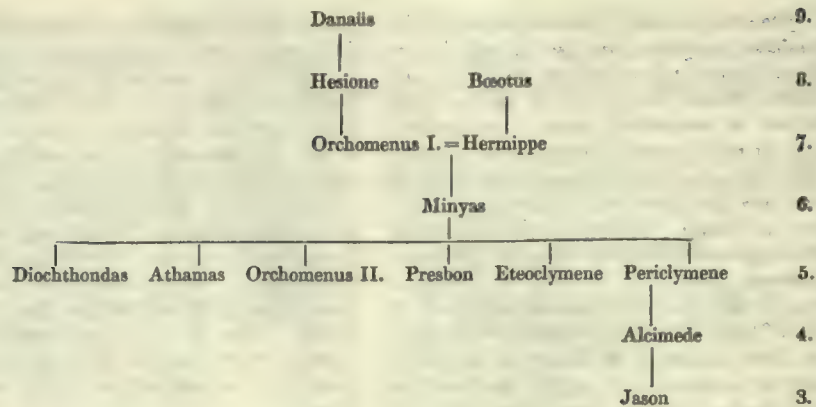 Danaüs 9.
Hesione Bœotus 8.
Orchomenus I. = Hermippe 7.
Minyas 6.
Diochthondas Athamas Orchomenus II. Presbon Eteoclymene Periclymene 5.
Alcimede 4.
Jason 3.